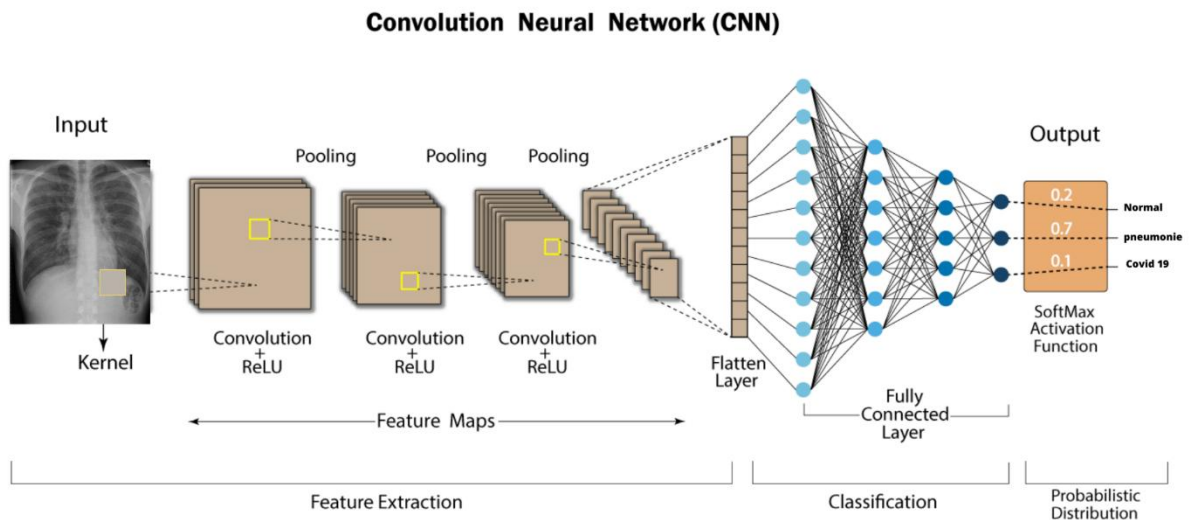 Convolution Neural Network (CNN)
Input
Kernel
Pooling
Pooling
Pooling
Convolution
+
ReLU
Convolution
+
ReLU
Convolution
+
ReLU
Feature Maps
Flatten
Layer
Fully
Connected
Layer
Output
0.2
Normal
0.7
pneumonie
0.1
Covid 19
SoftMax
Activation
Function
Feature Extraction
Classification
Probabilistic
Distribution